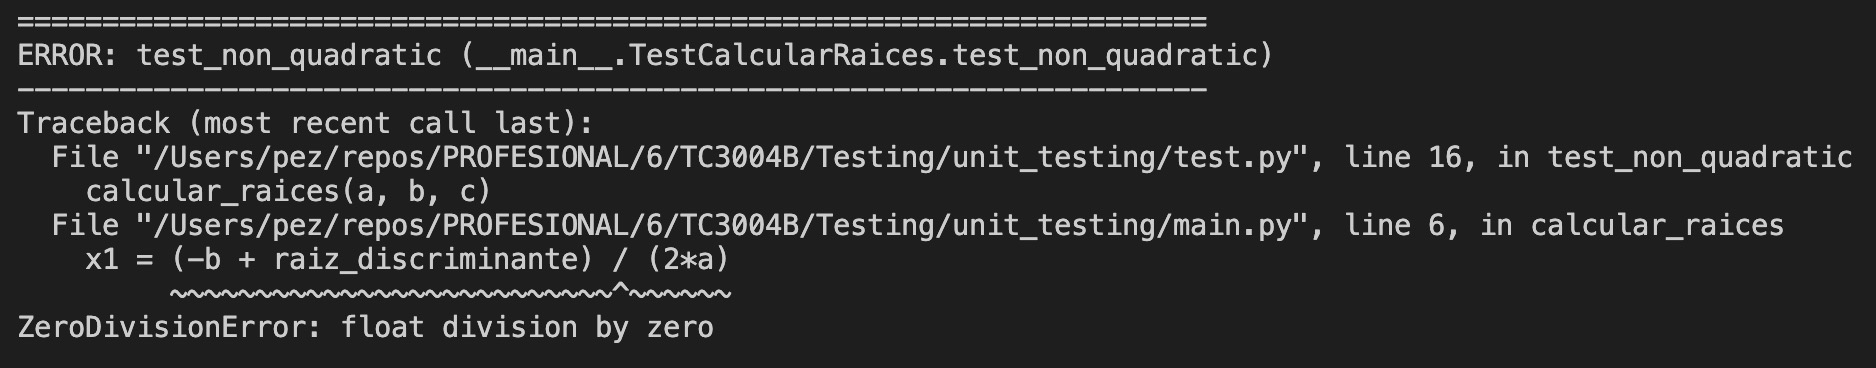 ======================================================================
ERROR: test_non_quadratic (__main__.TestCalcularRaices.test_non_quadratic)
----------------------------------------------------------------------
Traceback (most recent call last):
  File "/Users/pez/repos/PROFESIONAL/6/TC3004B/Testing/unit_testing/test.py", line 16, in test_non_quadratic
    calcular_raices(a, b, c)
  File "/Users/pez/repos/PROFESIONAL/6/TC3004B/Testing/unit_testing/main.py", line 6, in calcular_raices
    x1 = (-b + raiz_discriminante) / (2*a)
         ~~~~~~~~~~~~~~~~~~~~~~~~~~^~~~~~~
ZeroDivisionError: float division by zero